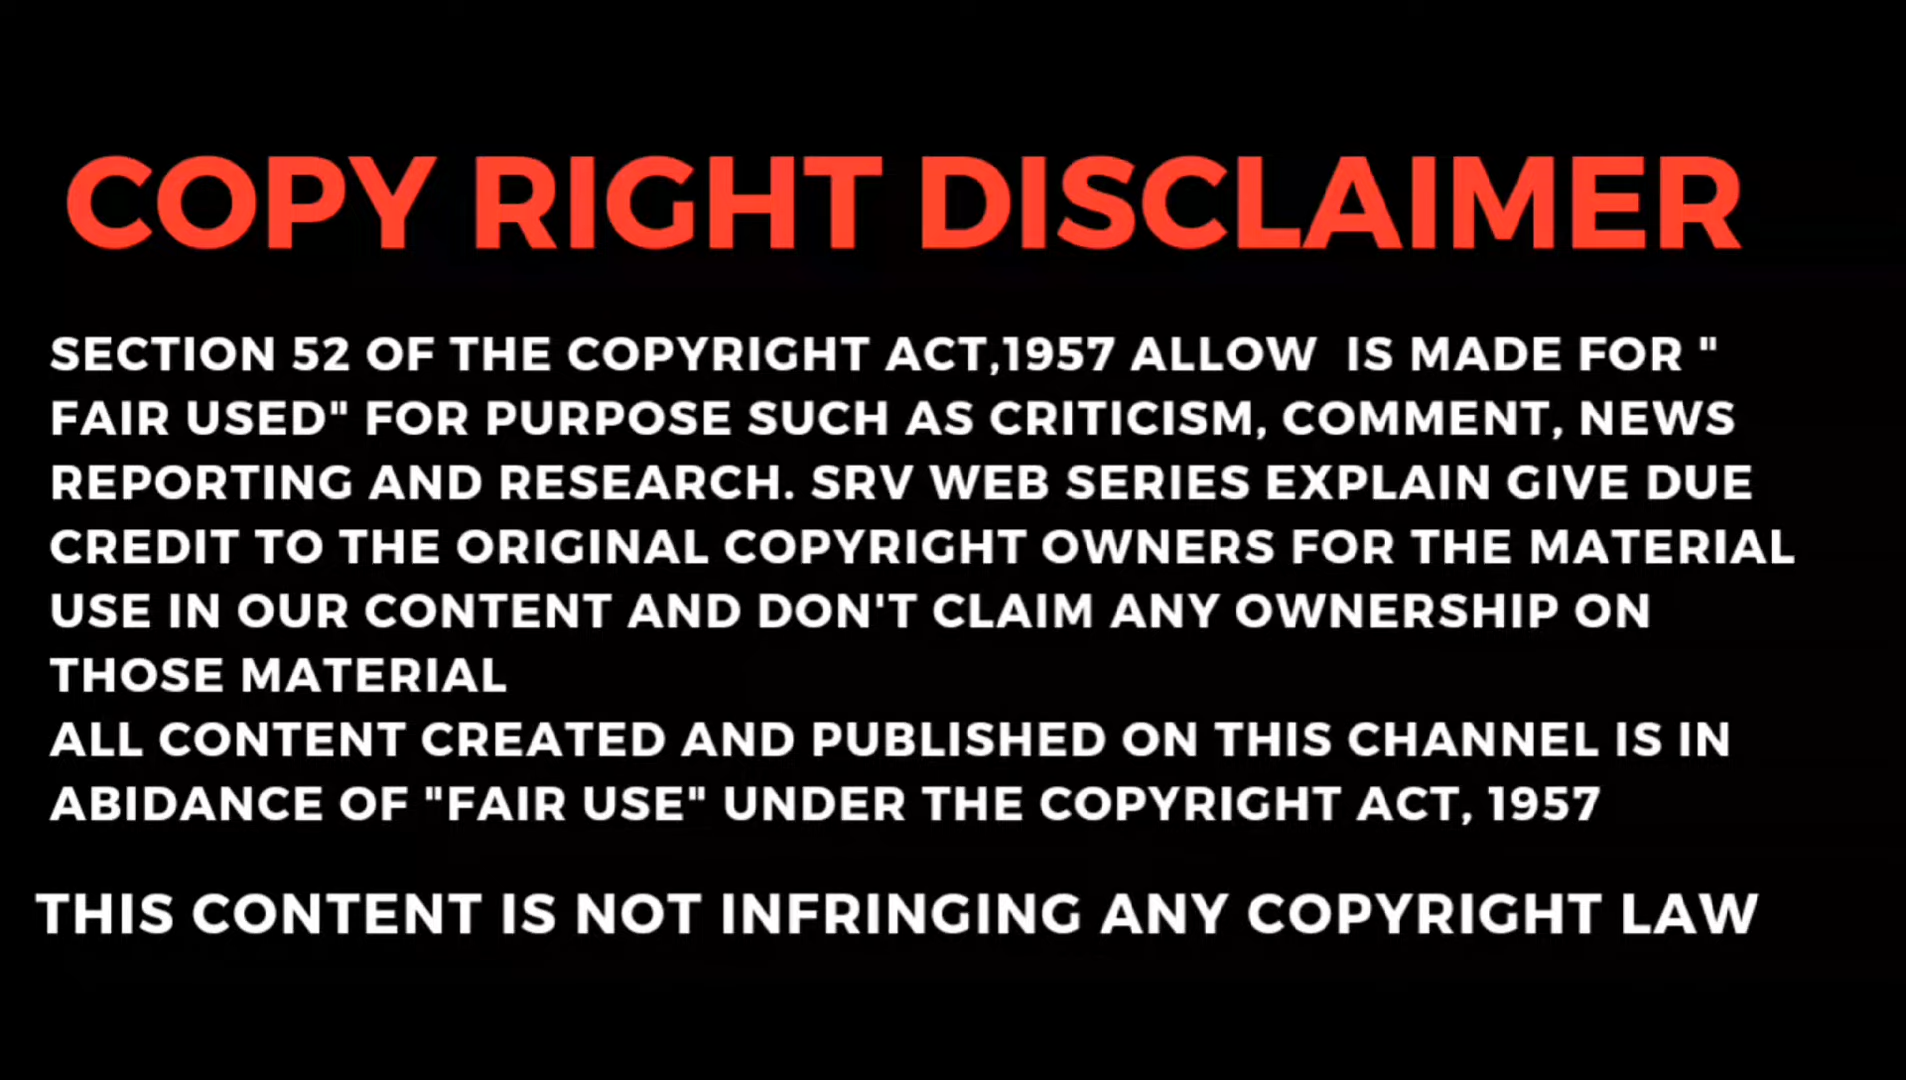 COPY RIGHT DISCLAIMER
SECTION 52 OF THE COPYRIGHT ACT,1957 ALLOW  IS MADE FOR "
FAIR USED" FOR PURPOSE SUCH AS CRITICISM, COMMENT, NEWS
REPORTING AND RESEARCH. SRV WEB SERIES EXPLAIN GIVE DUE
CREDIT TO THE ORIGINAL COPYRIGHT OWNERS FOR THE MATERIAL
USE IN OUR CONTENT AND DON'T CLAIM ANY OWNERSHIP ON
THOSE MATERIAL
ALL CONTENT CREATED AND PUBLISHED ON THIS CHANNEL IS IN
ABIDANCE OF "FAIR USE" UNDER THE COPYRIGHT ACT, 1957
THIS CONTENT IS NOT INFRINGING ANY COPYRIGHT LAW